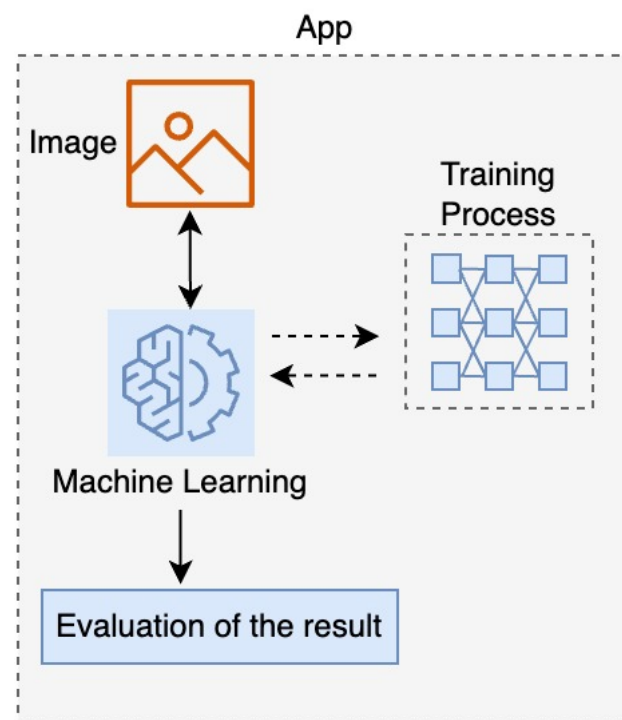 App
Image
Training
Process
Machine Learning
Evaluation of the result